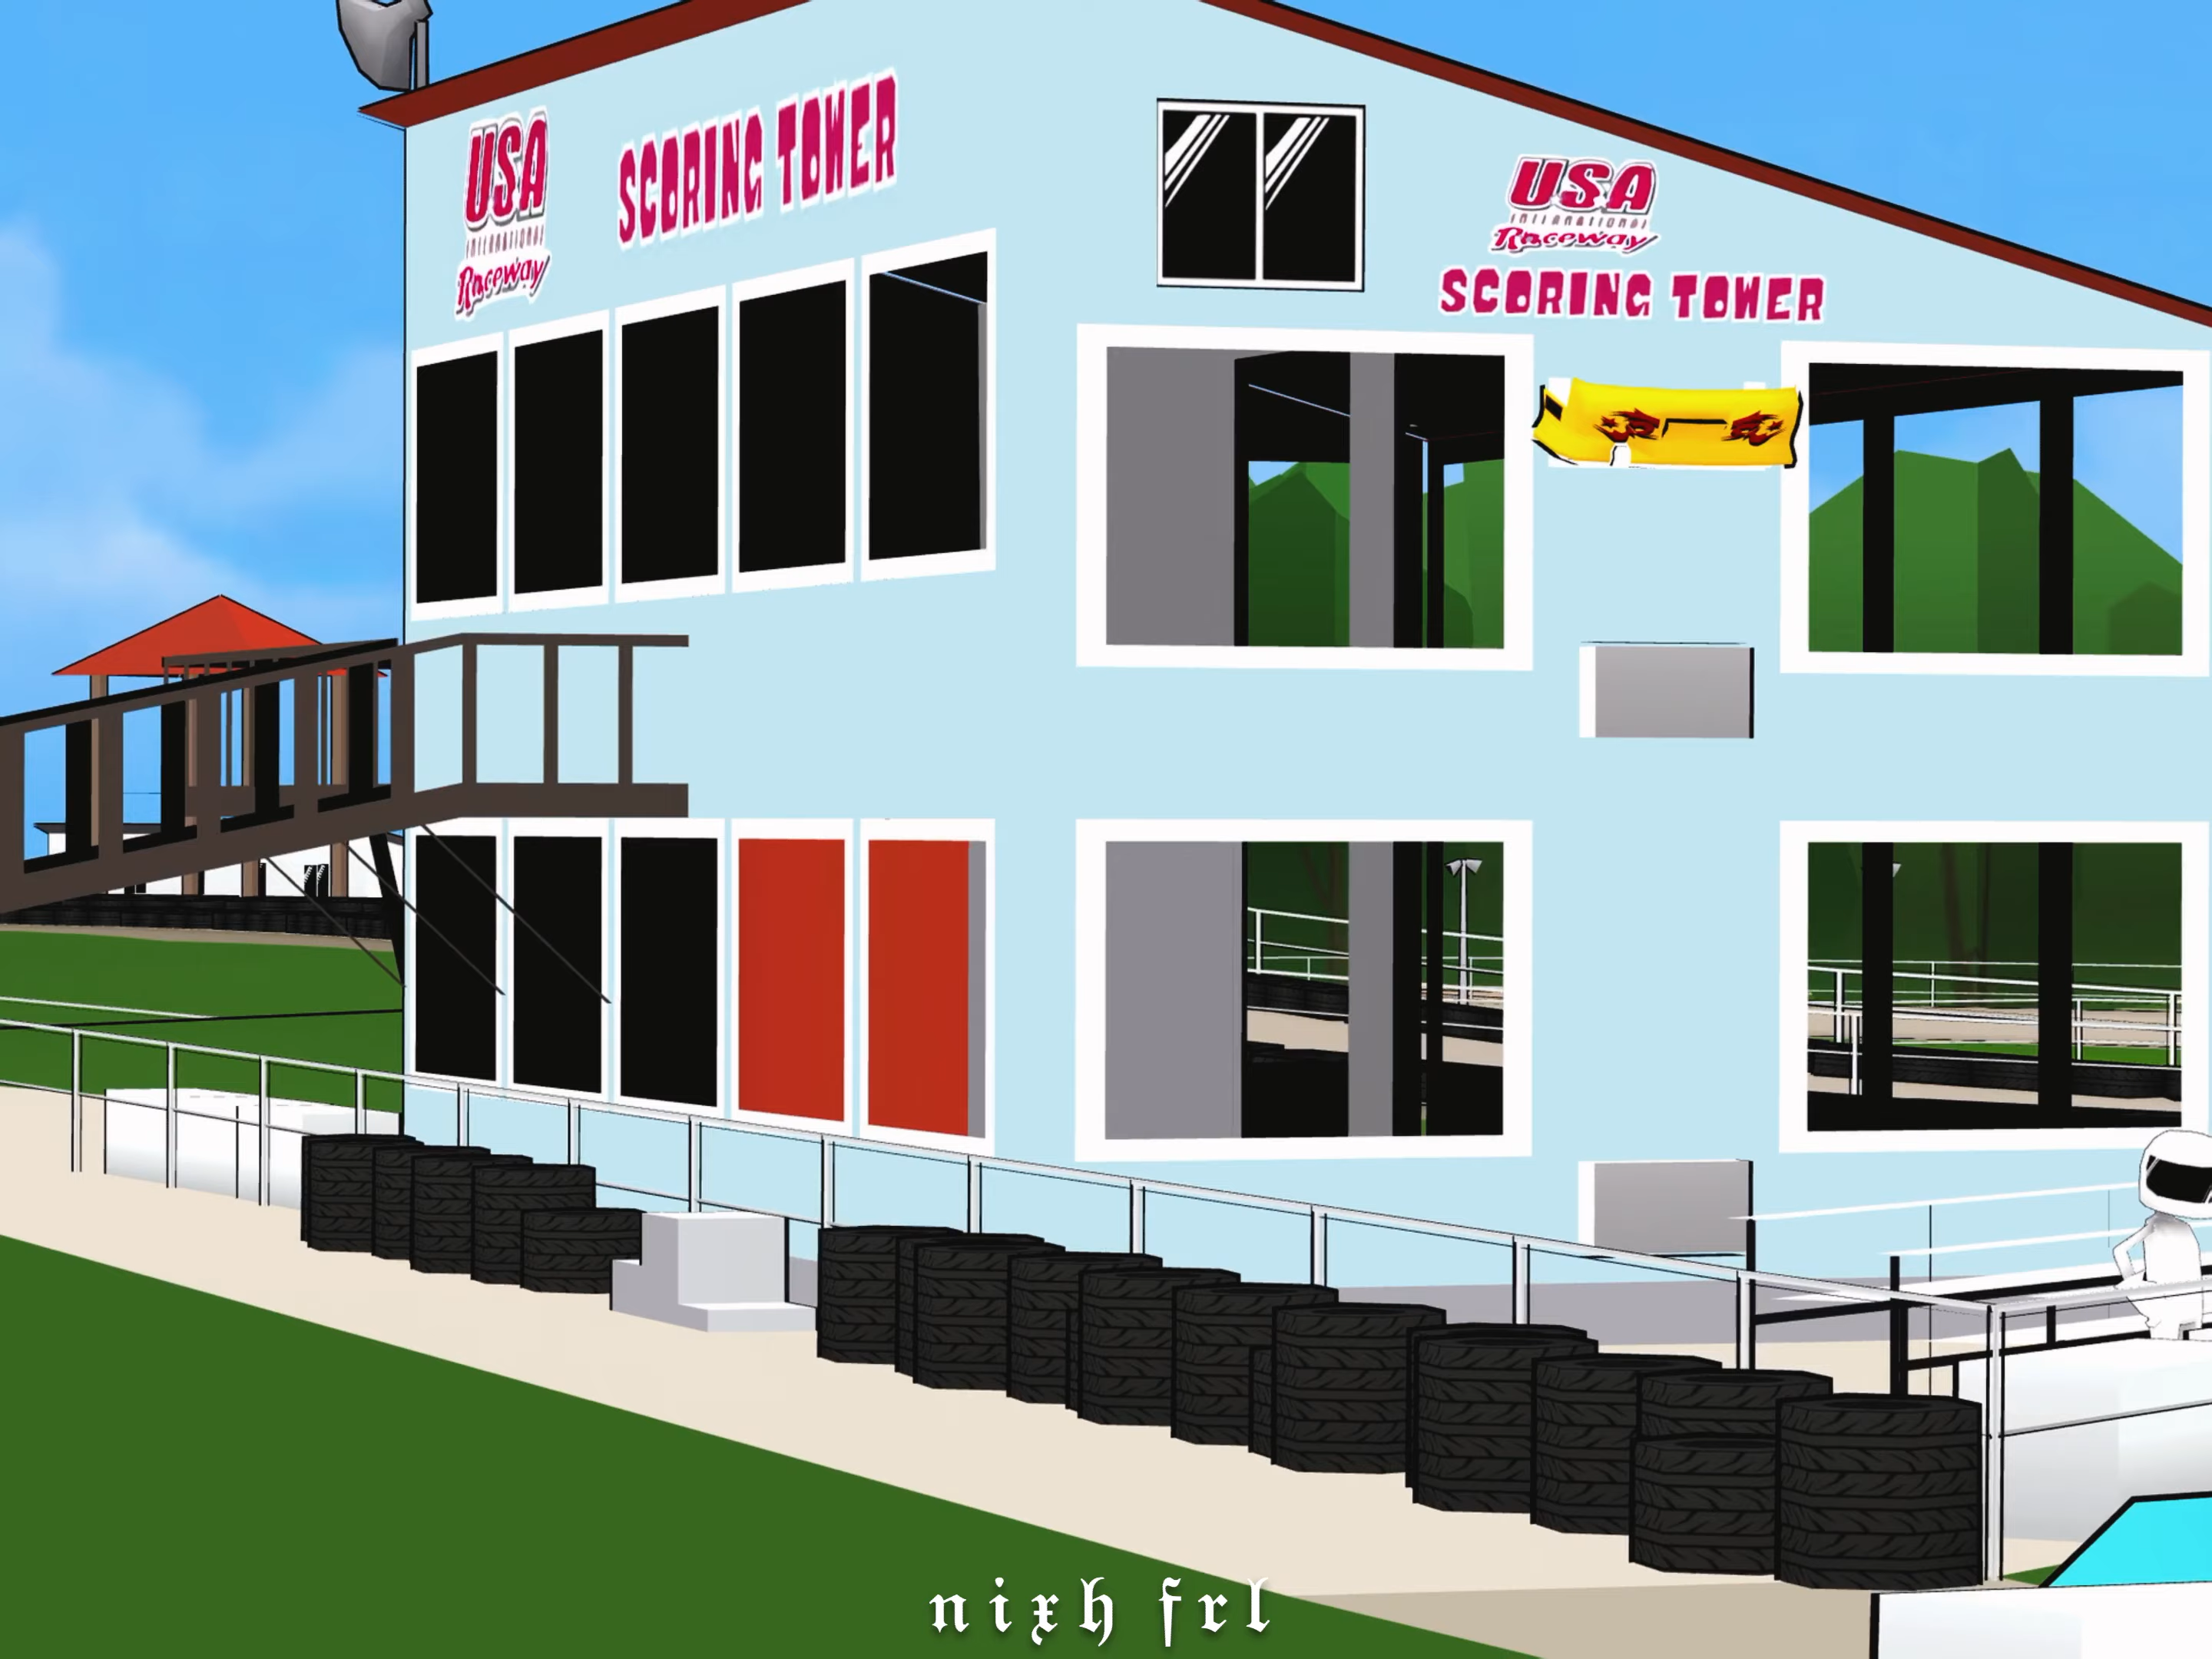 USA
INTERNATIONAL
Raceway
SCORING TOWER
USA
INTERNATIONAL
Raceway
SCORING TOWER
nixh frl